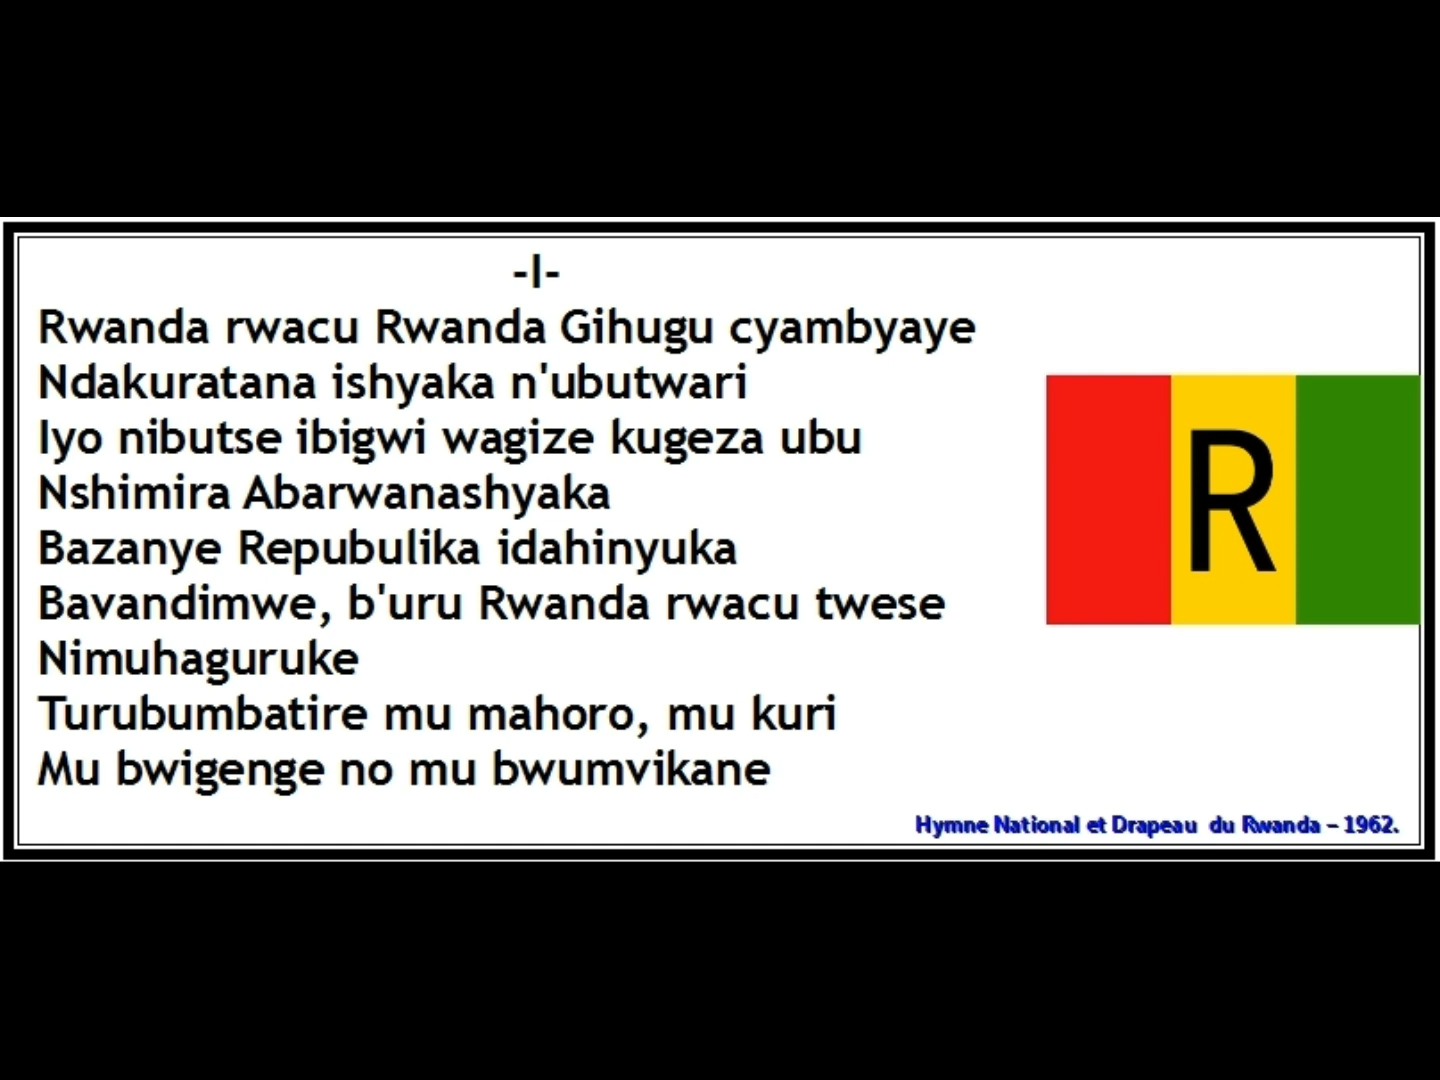 -I-
Rwanda rwacu Rwanda Gihugu cyambyaye
Ndakuratana ishyaka n'ubutwari
Iyo nibutse ibigwi wagize kugeza ubu
Nshimira Abarwanashyaka
Bazanye Repubulika idahinyuka
Bavandimwe, b'uru Rwanda rwacu twese
Nimuhaguruke
Turubumbatire mu mahoro, mu kuri
Mu bwigenge no mu bwumvikane
R
Hymne National et Drapeau du Rwanda – 1962.